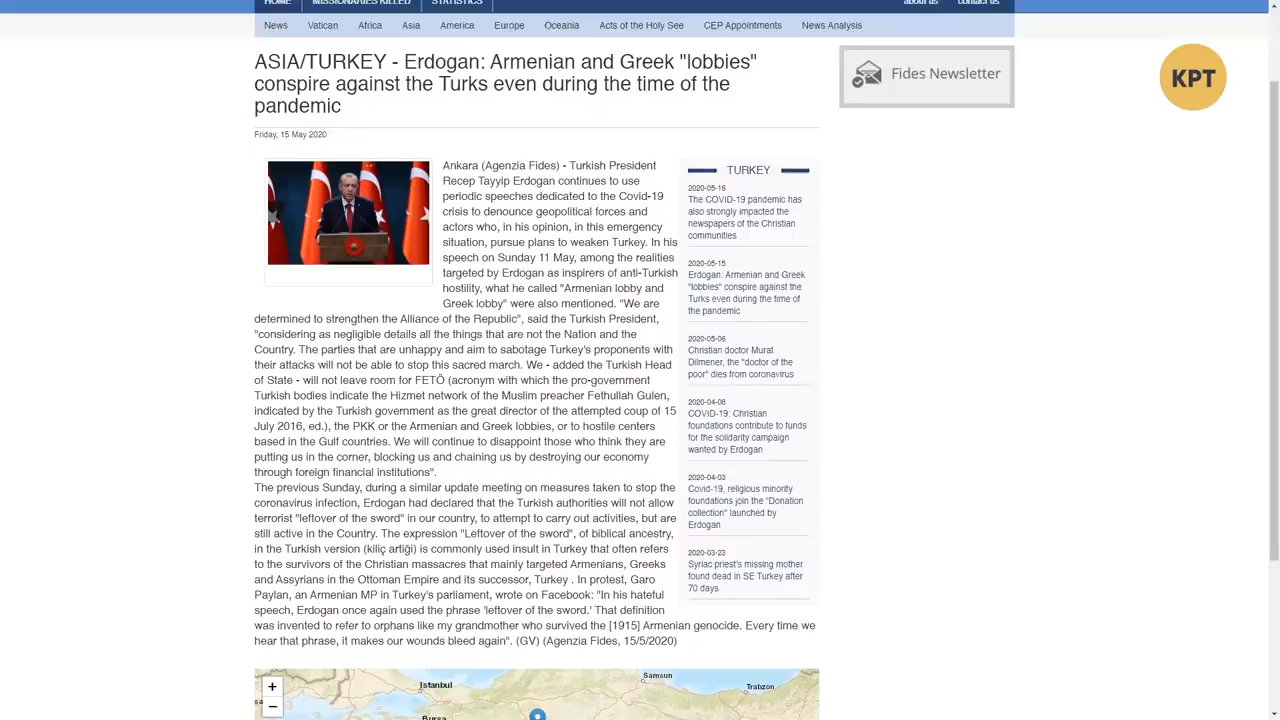 HOME
MISSIONARIES KILLED
STATISTICS
about us
contact us
News
Vatican
Africa
Asia
America
Europe
Oceania
Acts of the Holy See
CEP Appointments
News Analysis
ASIA/TURKEY - Erdogan: Armenian and Greek "lobbies"
conspire against the Turks even during the time of the
pandemic
Friday, 15 May 2020
Ankara (Agenzia Fides) - Turkish President
Recep Tayyip Erdogan continues to use
periodic speeches dedicated to the Covid-19
crisis to denounce geopolitical forces and
actors who, in his opinion, in this emergency
situation, pursue plans to weaken Turkey. In his
speech on Sunday 11 May, among the realities
targeted by Erdogan as inspirers of anti-Turkish
hostility, what he called "Armenian lobby and
Greek lobby" were also mentioned. "We are
determined to strengthen the Alliance of the Republic", said the Turkish President,
"considering as negligible details all the things that are not the Nation and the
Country. The parties that are unhappy and aim to sabotage Turkey's proponents with
their attacks will not be able to stop this sacred march. We - added the Turkish Head
of State - will not leave room for FETÖ (acronym with which the pro-government
Turkish bodies indicate the Hizmet network of the Muslim preacher Fethullah Gulen,
indicated by the Turkish government as the great director of the attempted coup of 15
July 2016, ed.), the PKK or the Armenian and Greek lobbies, or to hostile centers
based in the Gulf countries. We will continue to disappoint those who think they are
putting us in the corner, blocking us and chaining us by destroying our economy
through foreign financial institutions".
The previous Sunday, during a similar update meeting on measures taken to stop the
coronavirus infection, Erdogan had declared that the Turkish authorities will not allow
terrorist "leftover of the sword" in our country, to attempt to carry out activities, but are
still active in the Country. The expression "Leftover of the sword", of biblical ancestry,
in the Turkish version (kiliç artiği) is commonly used insult in Turkey that often refers
to the survivors of the Christian massacres that mainly targeted Armenians, Greeks
and Assyrians in the Ottoman Empire and its successor, Turkey . In protest, Garo
Paylan, an Armenian MP in Turkey's parliament, wrote on Facebook: "In his hateful
speech, Erdogan once again used the phrase 'leftover of the sword.' That definition
was invented to refer to orphans like my grandmother who survived the [1915] Armenian genocide. Every time we
hear that phrase, it makes our wounds bleed again". (GV) (Agenzia Fides, 15/5/2020)
TURKEY
2020-05-16
The COVID-19 pandemic has
also strongly impacted the
newspapers of the Christian
communities
2020-05-15
Erdogan: Armenian and Greek
"lobbies" conspire against the
Turks even during the time of
the pandemic
2020-05-06
Christian doctor Murat
Dilmener, the "doctor of the
poor" dies from coronavirus
2020-04-08
COVID-19: Christian
foundations contribute to funds
for the solidarity campaign
wanted by Erdogan
2020-04-03
Covid-19, religious minority
foundations join the "Donation
collection" launched by
Erdogan
2020-03-23
Syriac priest's missing mother
found dead in SE Turkey after
70 days
Fides Newsletter
KPT
+
−
Istanbul
Samsun
Trabzon
Bursa